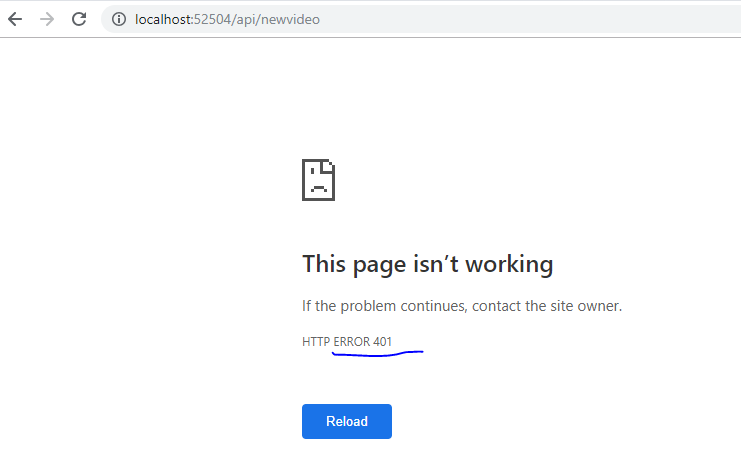 localhost:52504/api/newvideo
This page isn’t working
If the problem continues, contact the site owner.
HTTP ERROR 401
Reload